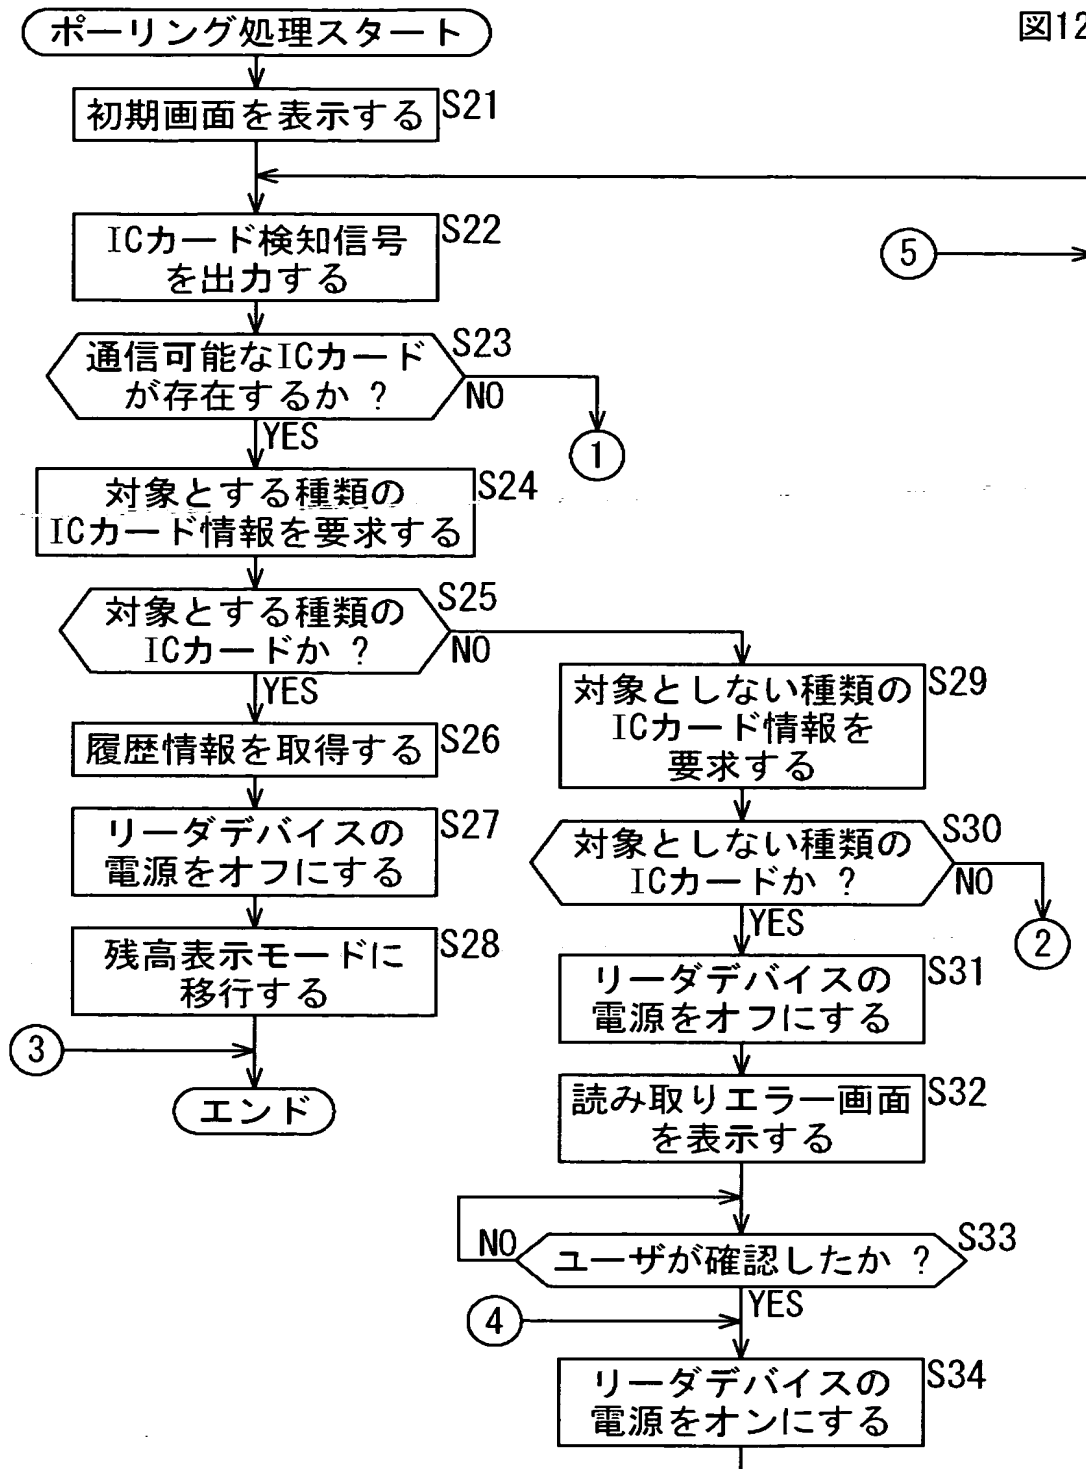 図12
ポーリング処理スタート
初期画面を表示する
S21
ICカード検知信号
を出力する
S22
5
通信可能なICカード
が存在するか ?
S23
NO
YES
1
対象とする種類の
ICカード情報を要求する
S24
対象とする種類の
ICカードか ?
S25
NO
YES
履歴情報を取得する
S26
リーダデバイスの
電源をオフにする
S27
残高表示モードに
移行する
S28
3
エンド
対象としない種類の
ICカード情報を
要求する
S29
対象としない種類の
ICカードか ?
S30
NO
YES
2
リーダデバイスの
電源をオフにする
S31
読み取りエラー画面
を表示する
S32
ユーザが確認したか ?
S33
NO
YES
4
リーダデバイスの
電源をオンにする
S34